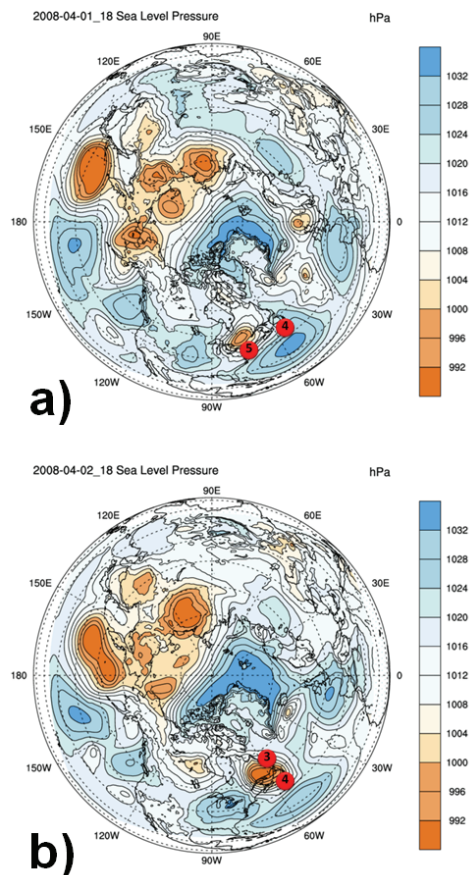 2008-04-01_18 Sea Level Pressure hPa
90E
60E
30E
0
30W
60W
90W
120W
150W
180
150E
1032
1028
1024
1020
1016
1012
1008
1004
1000
996
992
4
5
a)
2008-04-02_18 Sea Level Pressure hPa
90E
60E
30E
0
30W
60W
90W
120W
150W
180
150E
1032
1028
1024
1020
1016
1012
1008
1004
1000
996
992
3
4
b)